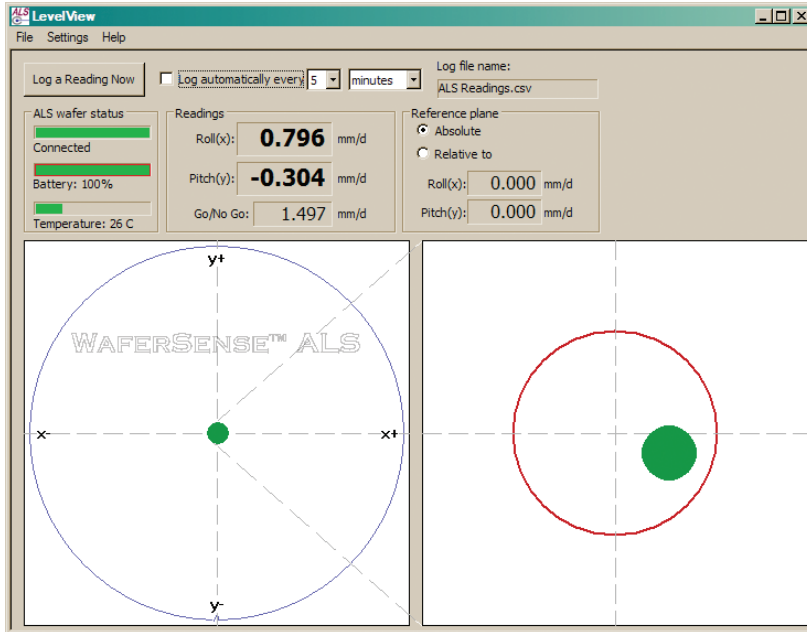 ALS LevelView
File Settings Help
Log a Reading Now
Log automatically every 5 minutes
Log file name:
ALS Readings.csv
ALS wafer status
Connected
Battery: 100%
Temperature: 26 C
Readings
Roll(x): 0.796 mm/d
Pitch(y): -0.304 mm/d
Go/No Go: 1.497 mm/d
Reference plane
Absolute
Relative to
Roll(x): 0.000 mm/d
Pitch(y): 0.000 mm/d
y+
WAFERSENSE™ ALS
x- x+
y-